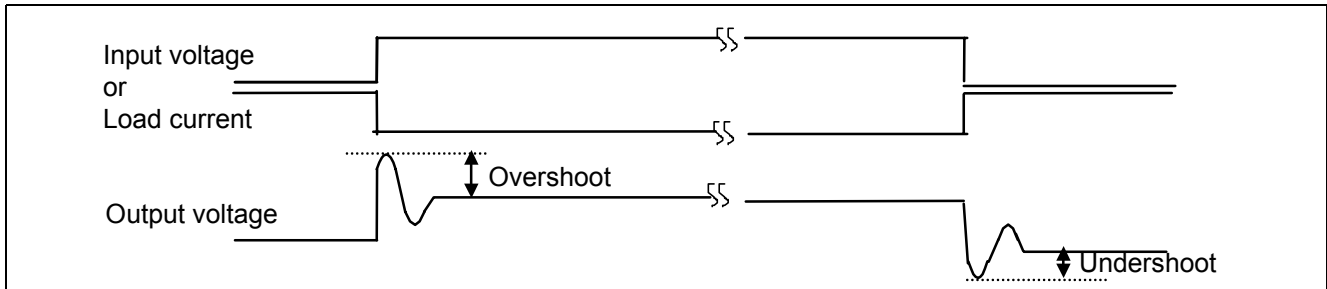 Input voltage
or
Load current
Overshoot
Output voltage
Undershoot